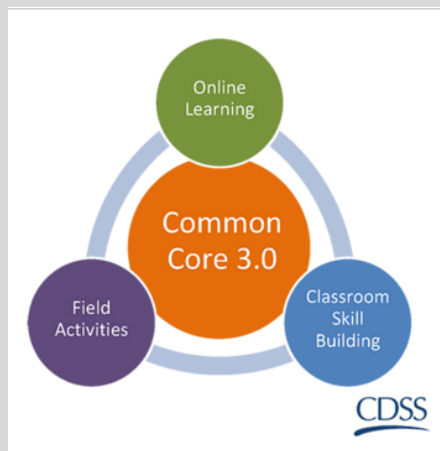 Online
Learning
Common
Core 3.0
Field
Activities
Classroom
Skill
Building
CDSS